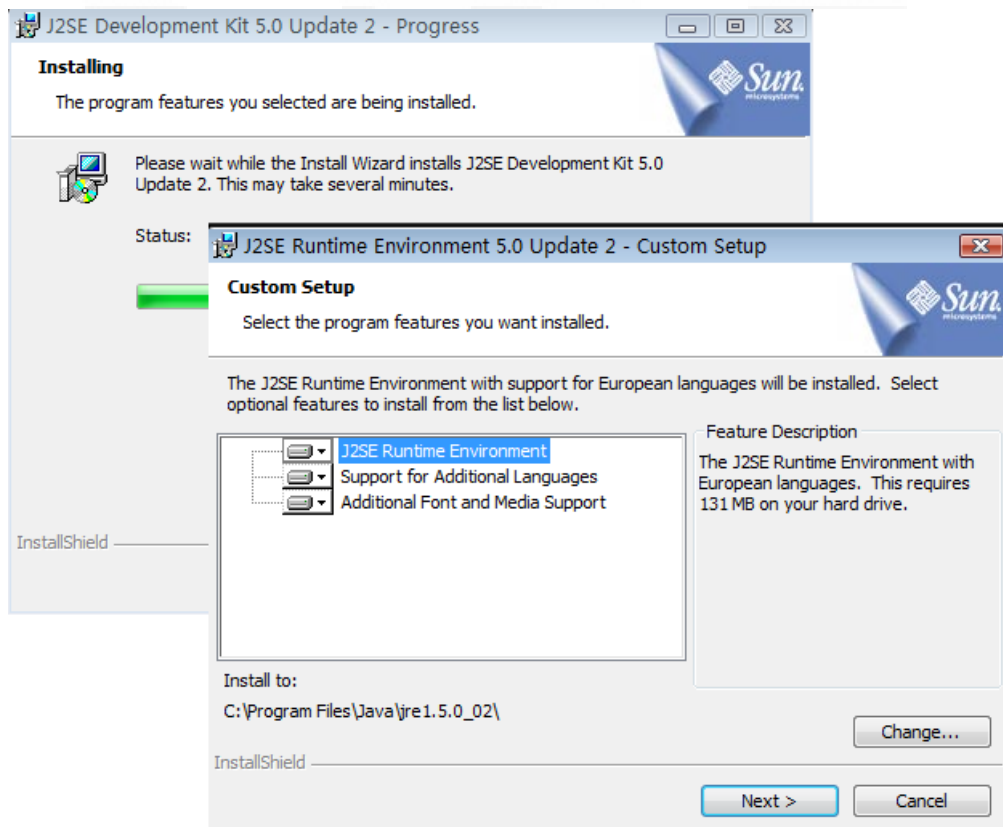 J2SE Development Kit 5.0 Update 2 - Progress
Installing
The program features you selected are being installed.
Sun
microsystems
Please wait while the Install Wizard installs J2SE Development Kit 5.0
Update 2. This may take several minutes.
Status:
InstallShield
J2SE Runtime Environment 5.0 Update 2 - Custom Setup
Custom Setup
Select the program features you want installed.
Sun
microsystems
The J2SE Runtime Environment with support for European languages will be installed. Select
optional features to install from the list below.
J2SE Runtime Environment
Support for Additional Languages
Additional Font and Media Support
Feature Description
The J2SE Runtime Environment with
European languages. This requires
131 MB on your hard drive.
Install to:
C:\Program Files\Java\jre1.5.0_02\
Change...
InstallShield
Next >
Cancel